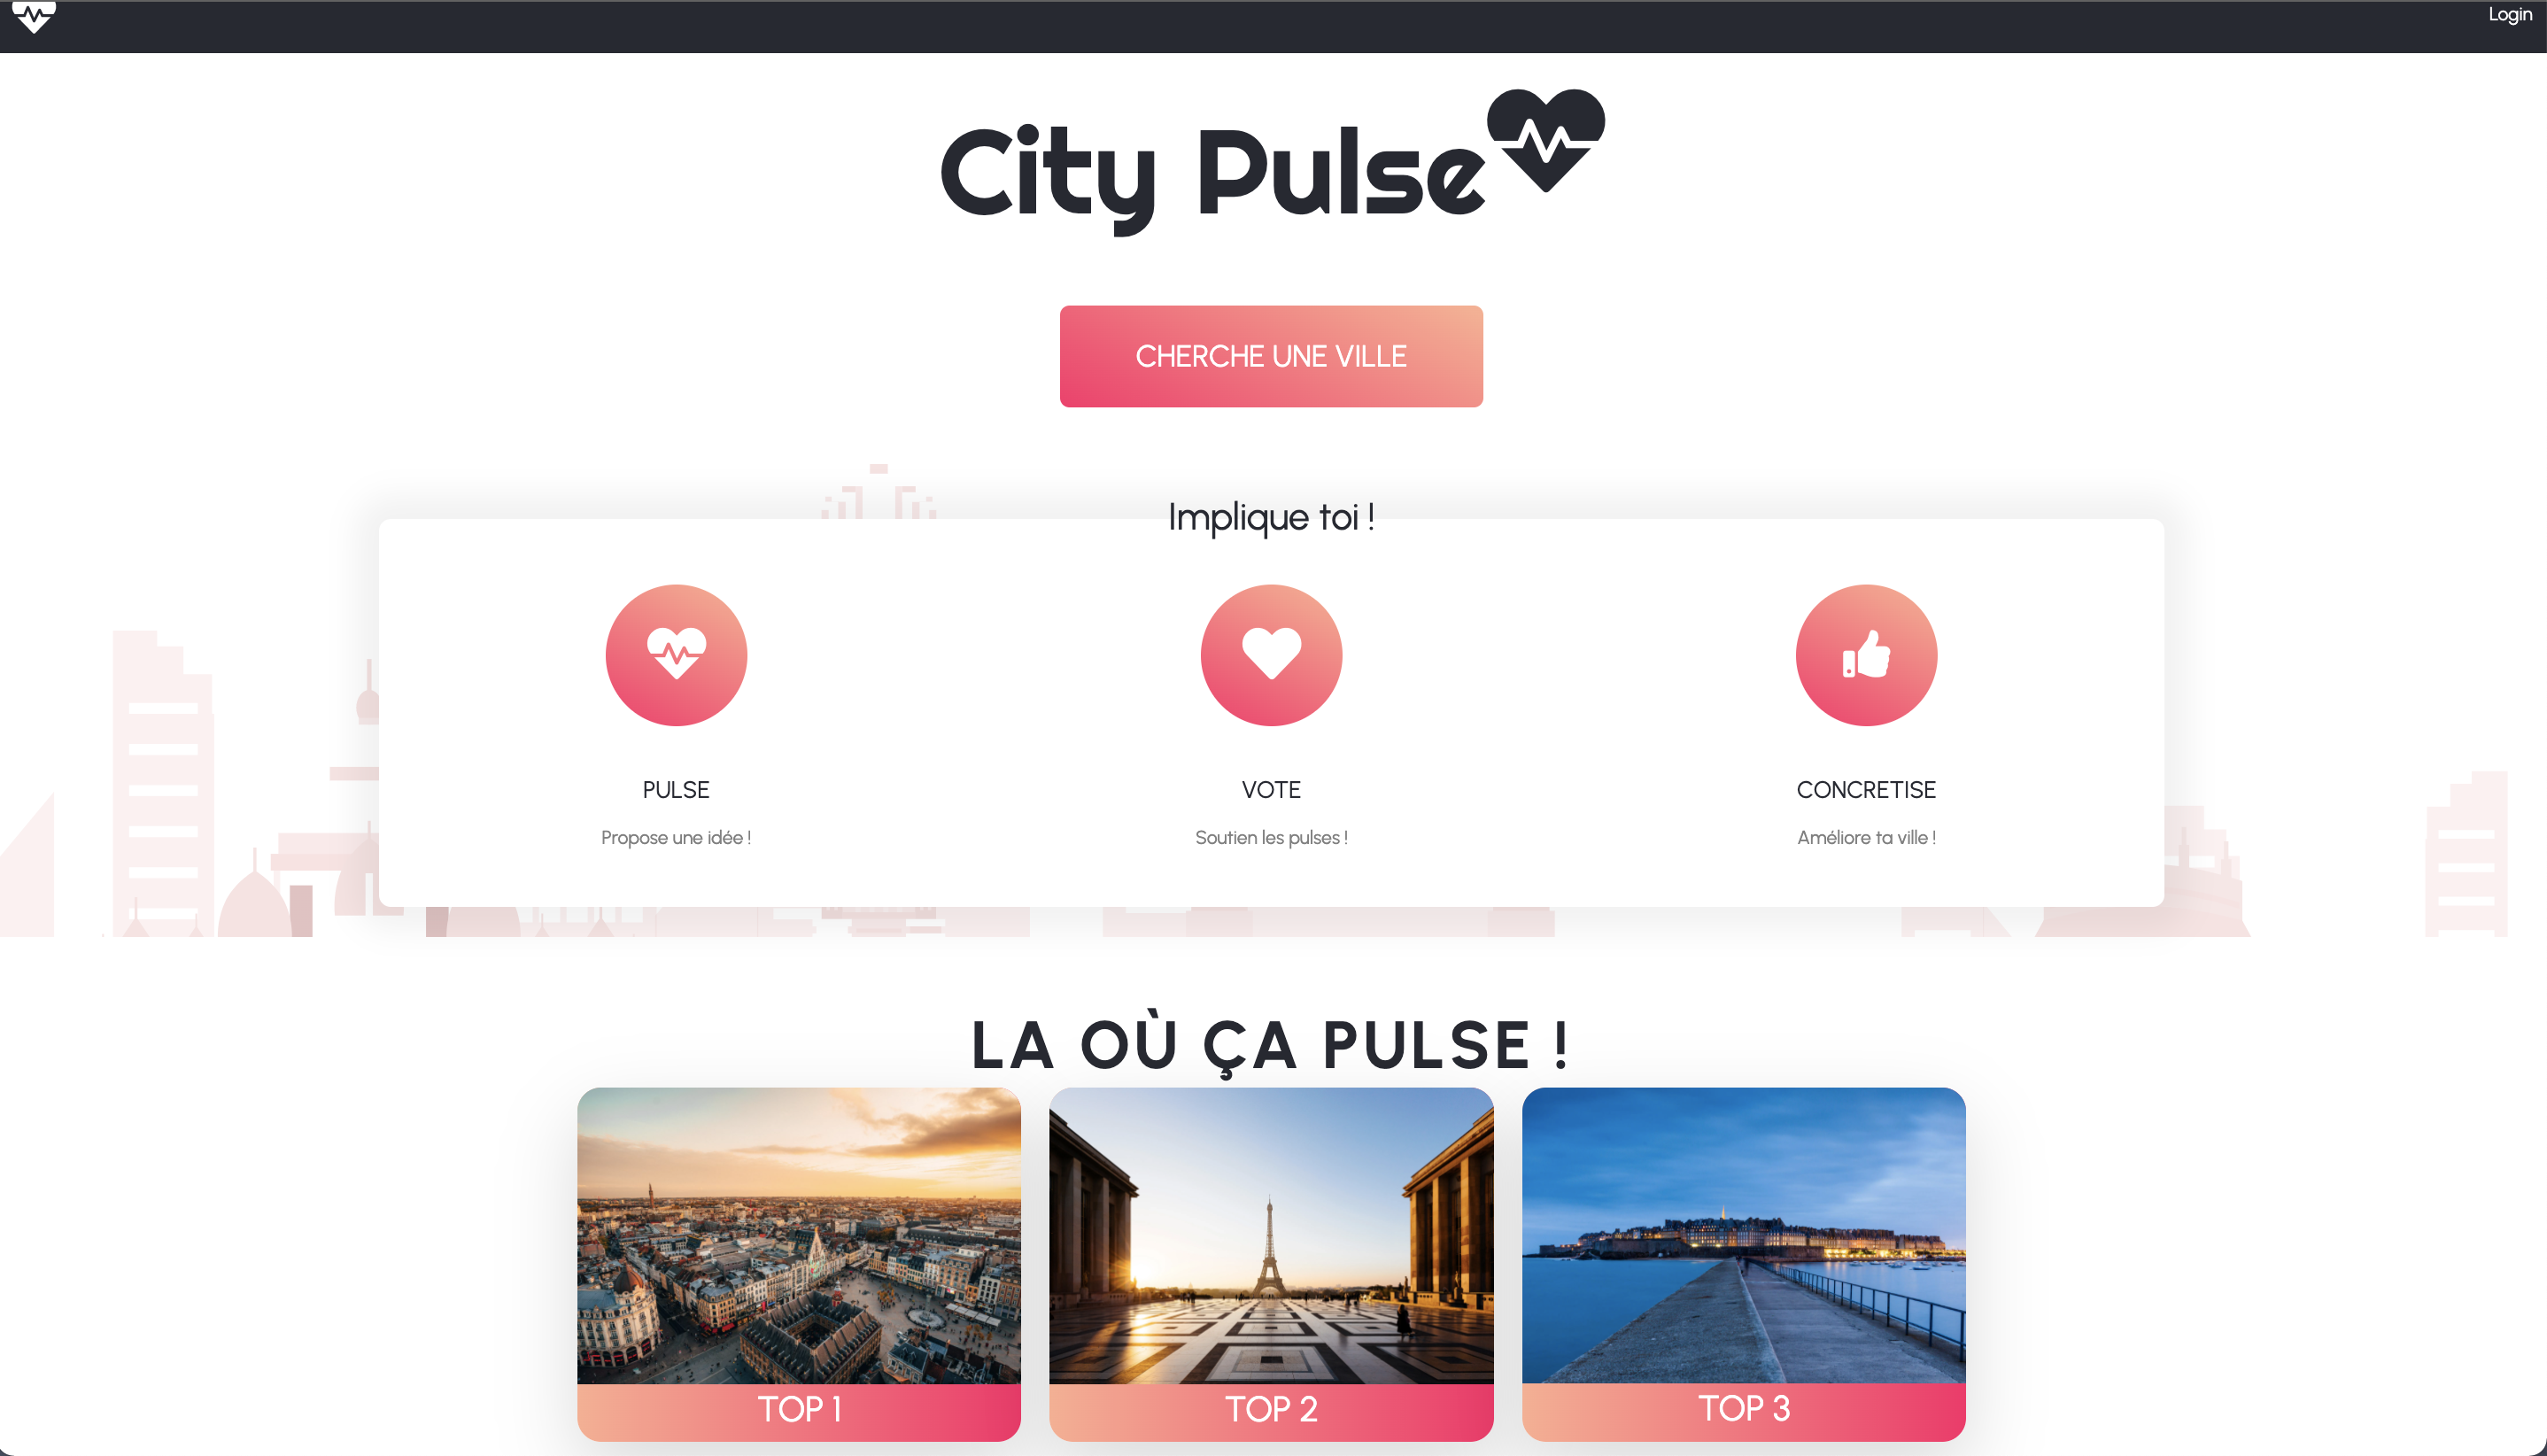 Login
City Pulse
CHERCHE UNE VILLE
Implique toi !
PULSE
VOTE
CONCRETISE
Propose une idée !
Soutien les pulses !
Améliore ta ville !
LA OÙ ÇA PULSE !
TOP 1
TOP 2
TOP 3